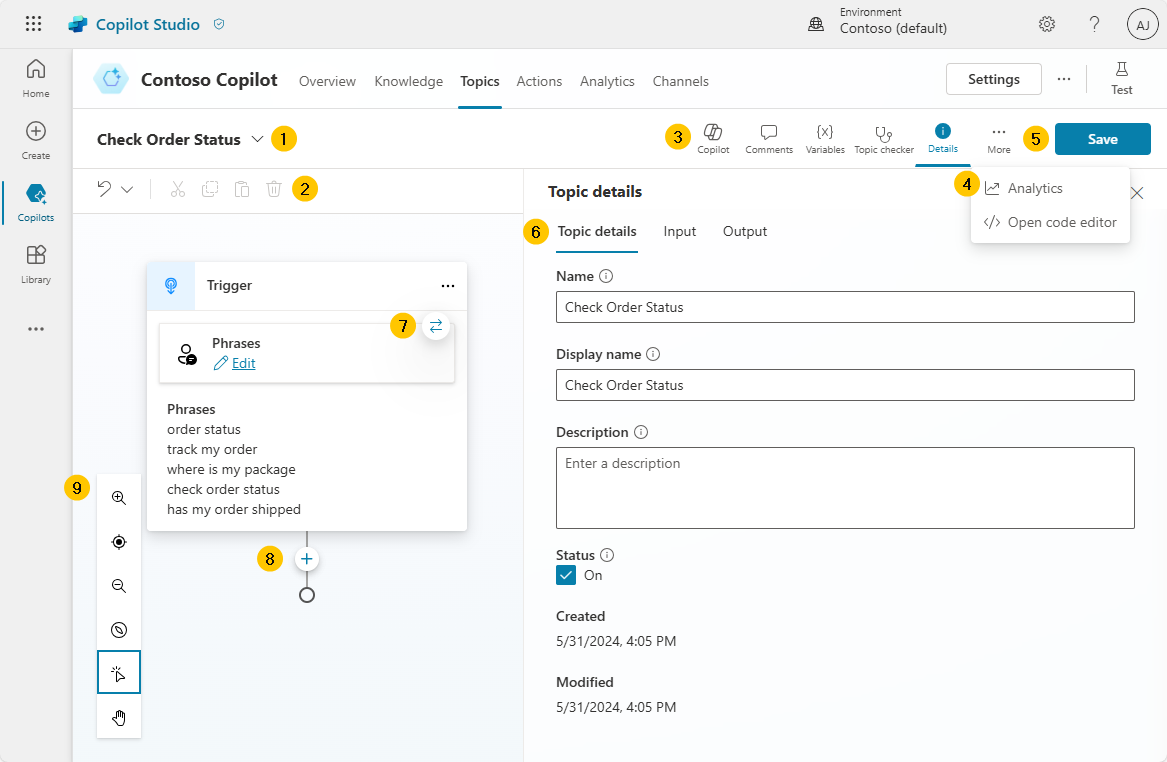 Copilot Studio
Environment
Contoso (default)
?
AJ
Home
Create
Copilots
Library
Contoso Copilot
Overview
Knowledge
Topics
Actions
Analytics
Channels
Settings
Test
Check Order Status
1
3
Copilot
Comments
{x}
Variables
Topic checker
Details
More
5
Save
2
4
Analytics
</> Open code editor
Trigger
7
Phrases
Edit
Phrases
order status
track my order
where is my package
check order status
has my order shipped
9
8
Topic details
6
Topic details
Input
Output
Name
Check Order Status
Display name
Check Order Status
Description
Enter a description
Status
On
Created
5/31/2024, 4:05 PM
Modified
5/31/2024, 4:05 PM